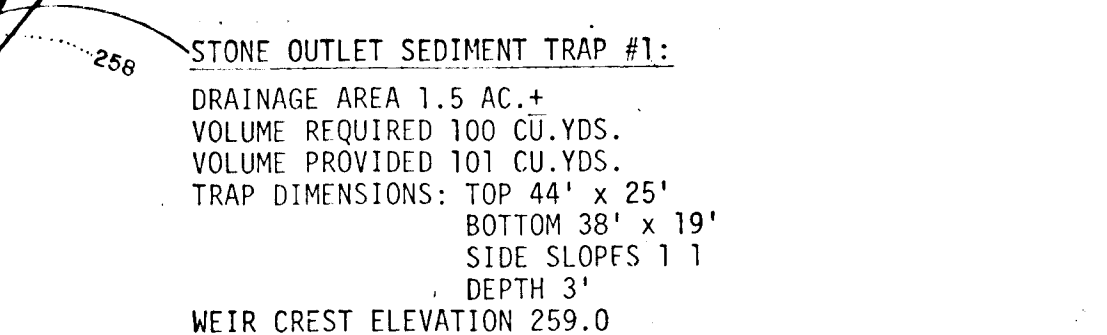 258
STONE OUTLET SEDIMENT TRAP #1:
DRAINAGE AREA 1.5 AC.±
VOLUME REQUIRED 100 CU.YDS.
VOLUME PROVIDED 101 CU.YDS.
TRAP DIMENSIONS: TOP 44' x 25'
BOTTOM 38' x 19'
SIDE SLOPES 1 1
DEPTH 3'
WEIR CREST ELEVATION 259.0